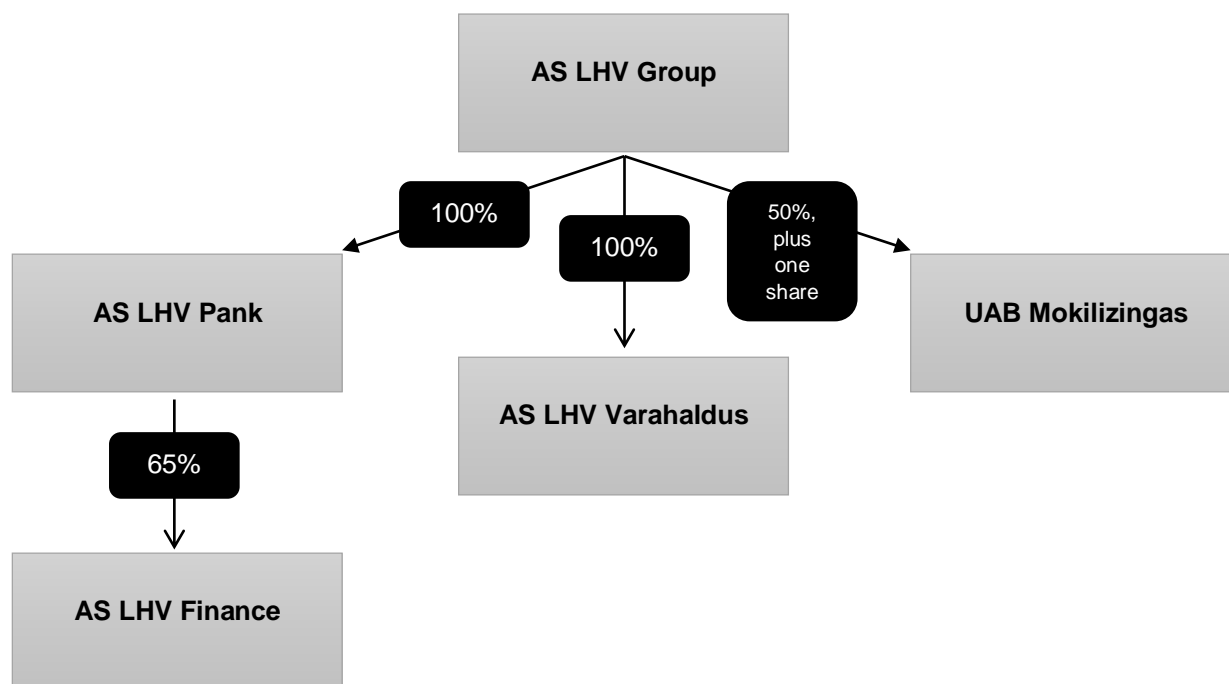 AS LHV Group
100%
100%
50%,
plus
one
share
AS LHV Pank
UAB Mokilizingas
AS LHV Varahaldus
65%
AS LHV Finance